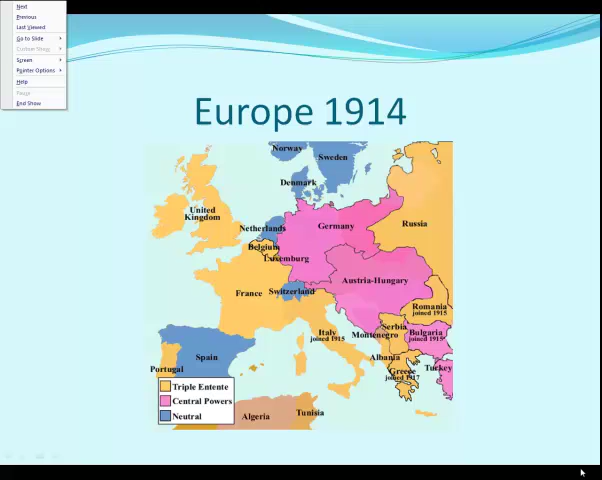 Next
Previous
Last Viewed
Go to Slide
Custom Show
Screen
Pointer Options
Help
Pause
End Show
Europe 1914
Norway
Sweden
Denmark
United
Kingdom
Netherlands
Germany
Russia
Belgium
Luxemburg
Austria-Hungary
France
Switzerland
Romania
joined 1915
Italy
joined 1915
Serbia
Montenegro
Bulgaria
joined 1915
Spain
Albania
Portugal
Greece
joined 1917
Turkey
Triple Entente
Central Powers
Neutral
Algeria
Tunisia